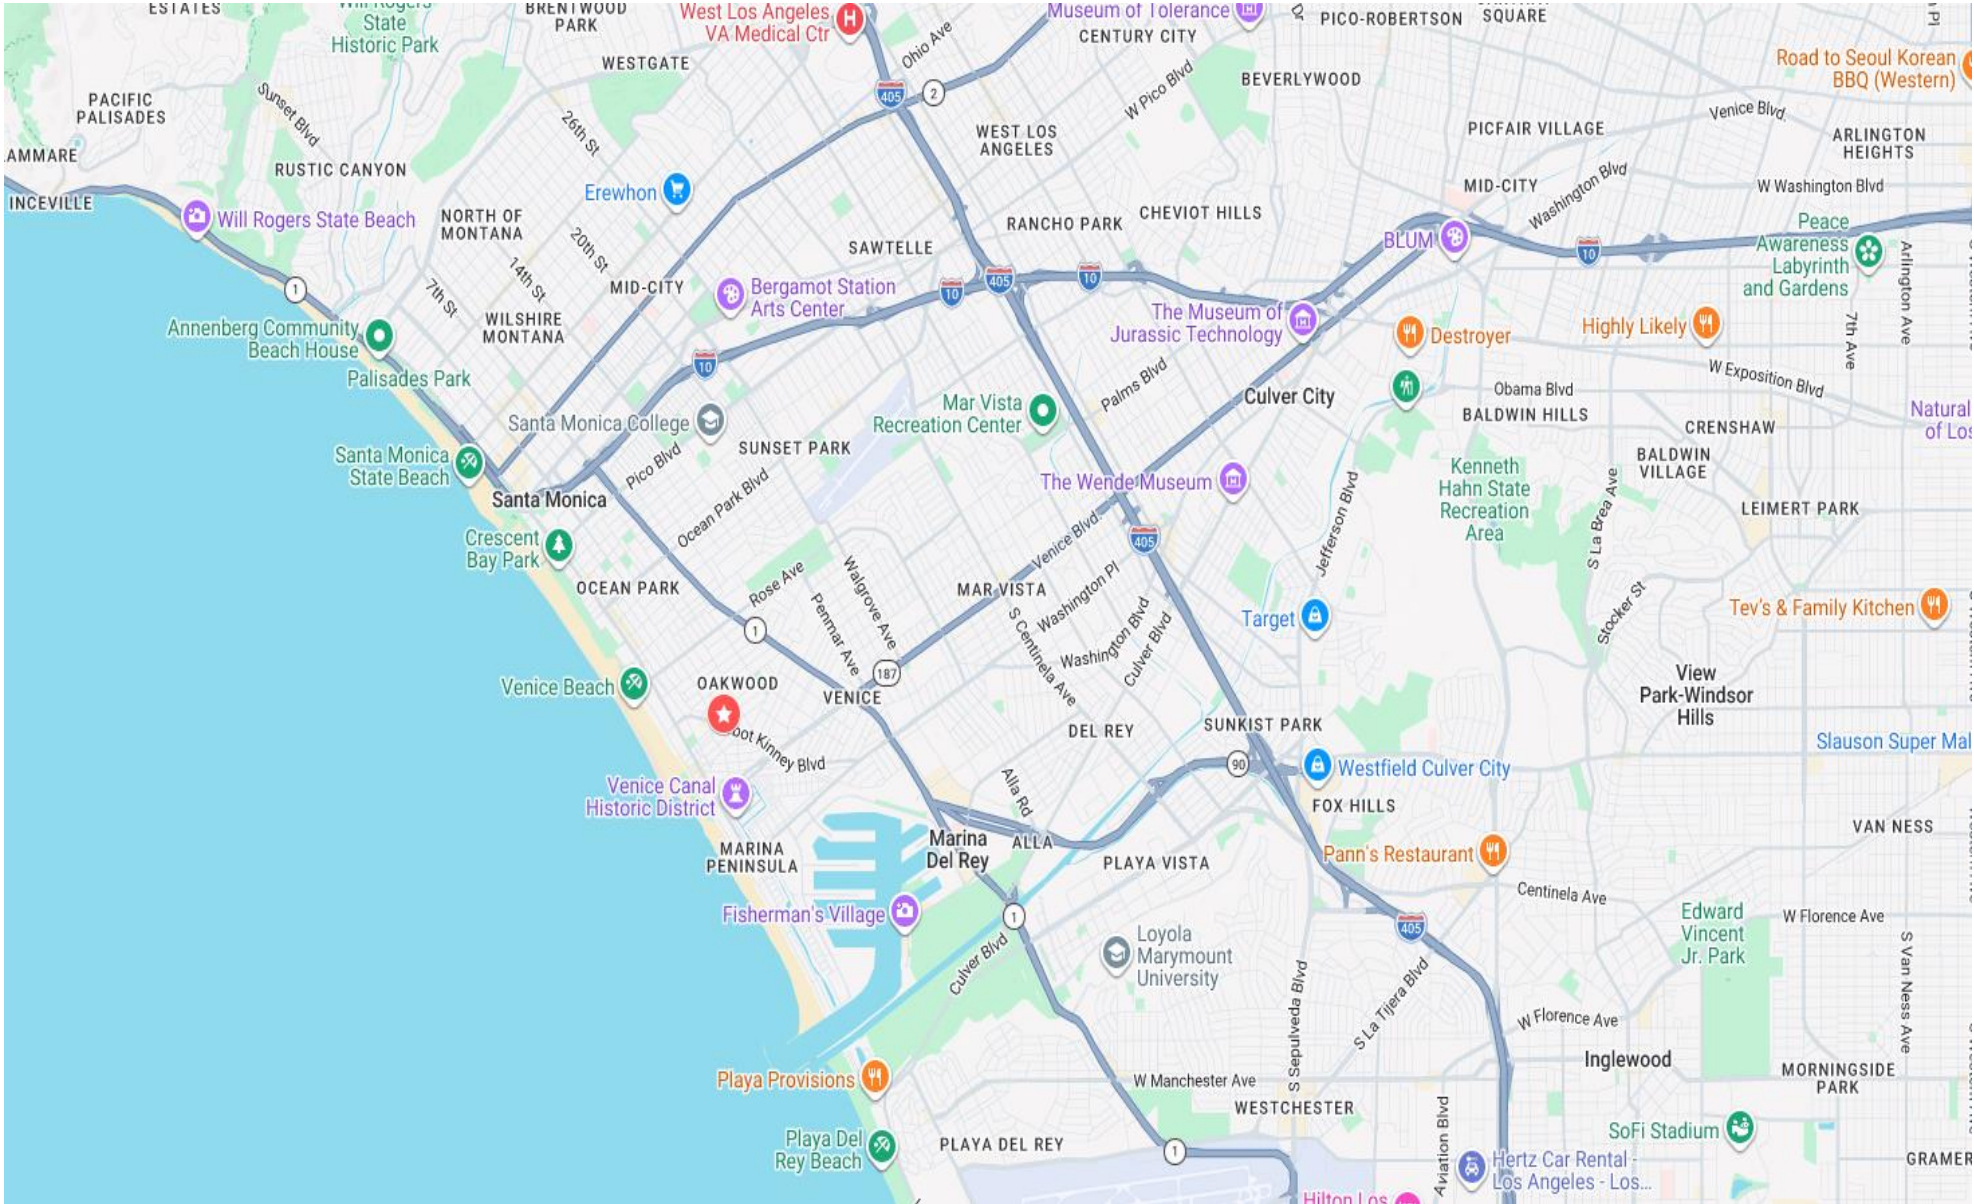 ESTATES
Will Rogers
State
Historic Park
BRENTWOOD
PARK
West Los Angeles
VA Medical Ctr
Ohio Ave
Museum of Tolerance
CENTURY CITY
Dr
PICO-ROBERTSON
SQUARE
Road to Seoul Korean
BBQ (Western)
WESTGATE
405
2
W Pico Blvd
BEVERLYWOOD
PACIFIC
PALISADES
Sunset Blvd
26th St
WEST LOS
ANGELES
PICFAIR VILLAGE
Venice Blvd.
ARLINGTON
HEIGHTS
AMMARE
RUSTIC CANYON
Erewhon
MID-CITY
Washington Blvd
W Washington Blvd
INCEVILLE
Will Rogers State Beach
NORTH OF
MONTANA
20th St
14th St
7th St
SAWTELLE
RANCHO PARK
CHEVIOT HILLS
BLUM
10
Peace
Awareness
Labyrinth
and Gardens
Arlington Ave
7th Ave
1
MID-CITY
Bergamot Station
Arts Center
10
405
10
The Museum of
Jurassic Technology
Destroyer
Highly Likely
Annenberg Community
Beach House
WILSHIRE
MONTANA
10
Palisades Park
Palms Blvd
Culver City
W Exposition Blvd
Obama Blvd
BALDWIN HILLS
Santa Monica College
Mar Vista
Recreation Center
CRENSHAW
Natural
of Los
Santa Monica
State Beach
Pico Blvd
SUNSET PARK
The Wende Museum
Kenneth
Hahn State
Recreation
Area
BALDWIN
VILLAGE
Santa Monica
Ocean Park Blvd
Venice Blvd.
405
Jefferson Blvd
S La Brea Ave
LEIMERT PARK
Crescent
Bay Park
OCEAN PARK
Rose Ave
Walgrove Ave
Penmar Ave
MAR VISTA
Washington Pl
S Centinela Ave
Washington Blvd
Culver Blvd
Target
Stocker St
Tev's & Family Kitchen
1
187
Venice Beach
OAKWOOD
VENICE
View
Park-Windsor
Hills
bot Kinney Blvd
DEL REY
SUNKIST PARK
Slauson Super Mal
Venice Canal
Historic District
Alla Rd
90
Westfield Culver City
FOX HILLS
MARINA
PENINSULA
Marina
Del Rey
ALLA
PLAYA VISTA
Pann's Restaurant
VAN NESS
Centinela Ave
Fisherman's Village
1
405
Edward
Vincent
Jr. Park
W Florence Ave
Culver Blvd
Loyola
Marymount
University
S Sepulveda Blvd
S La Tijera Blvd
S Van Ness Ave
W Florence Ave
Inglewood
Playa Provisions
W Manchester Ave
MORNINGSIDE
PARK
WESTCHESTER
Aviation Blvd
Playa Del
Rey Beach
PLAYA DEL REY
1
SoFi Stadium
Hertz Car Rental -
Los Angeles - Los...
GRAMER
Hilton Los